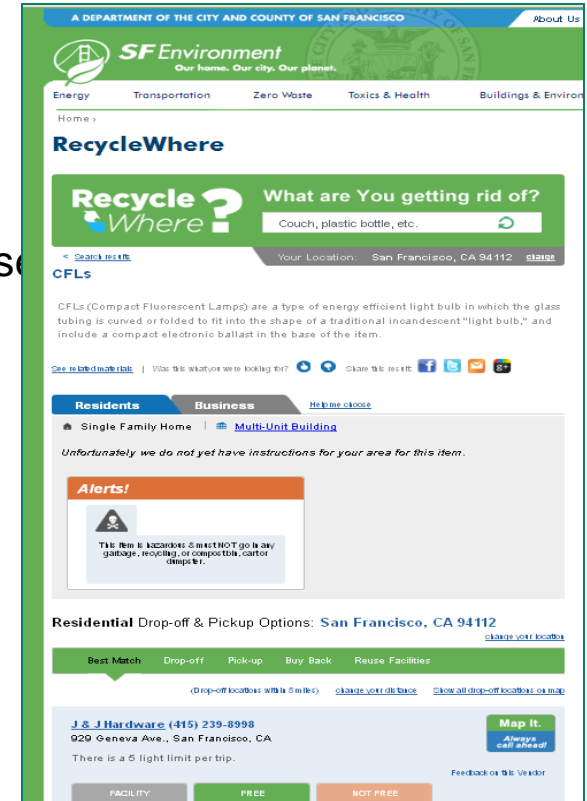 A DEPARTMENT OF THE CITY AND COUNTY OF SAN FRANCISCO
About Us
SF Environment
Our home. Our city. Our planet.
Energy Transportation Zero Waste Toxics & Health Buildings & Environ
Home ›
RecycleWhere
Recycle Where ?
What are You getting rid of?
Couch, plastic bottle, etc.
< Search results
Your Location: San Francisco, CA 94112 change
CFLs
CFLs (Compact Fluorescent Lamps) are a type of energy efficient light bulb in which the glass
tubing is curved or folded to fit into the shape of a traditional incandescent "light bulb," and
include a compact electronic ballast in the base of the item.
See related materials | Was this what you were looking for? Share this result: f g+
Residents Business Help me choose
Single Family Home | Multi-Unit Building
Unfortunately we do not yet have instructions for your area for this item.
Alerts!
This item is hazardous & must NOT go in any
garbage, recycling, or compost bin, cart or
dumpster.
Residential Drop-off & Pickup Options: San Francisco, CA 94112
change your location
Best Match Drop-off Pick-up Buy Back Reuse Facilities
(Drop-off locations within 5 miles) change your distance Show all drop-off locations on map
J & J Hardware (415) 239-8998
929 Geneva Ave., San Francisco, CA
There is a 5 light limit per trip.
Map It.
Always
call ahead!
Feedback on this Vendor
FACILITY FREE NOT FREE